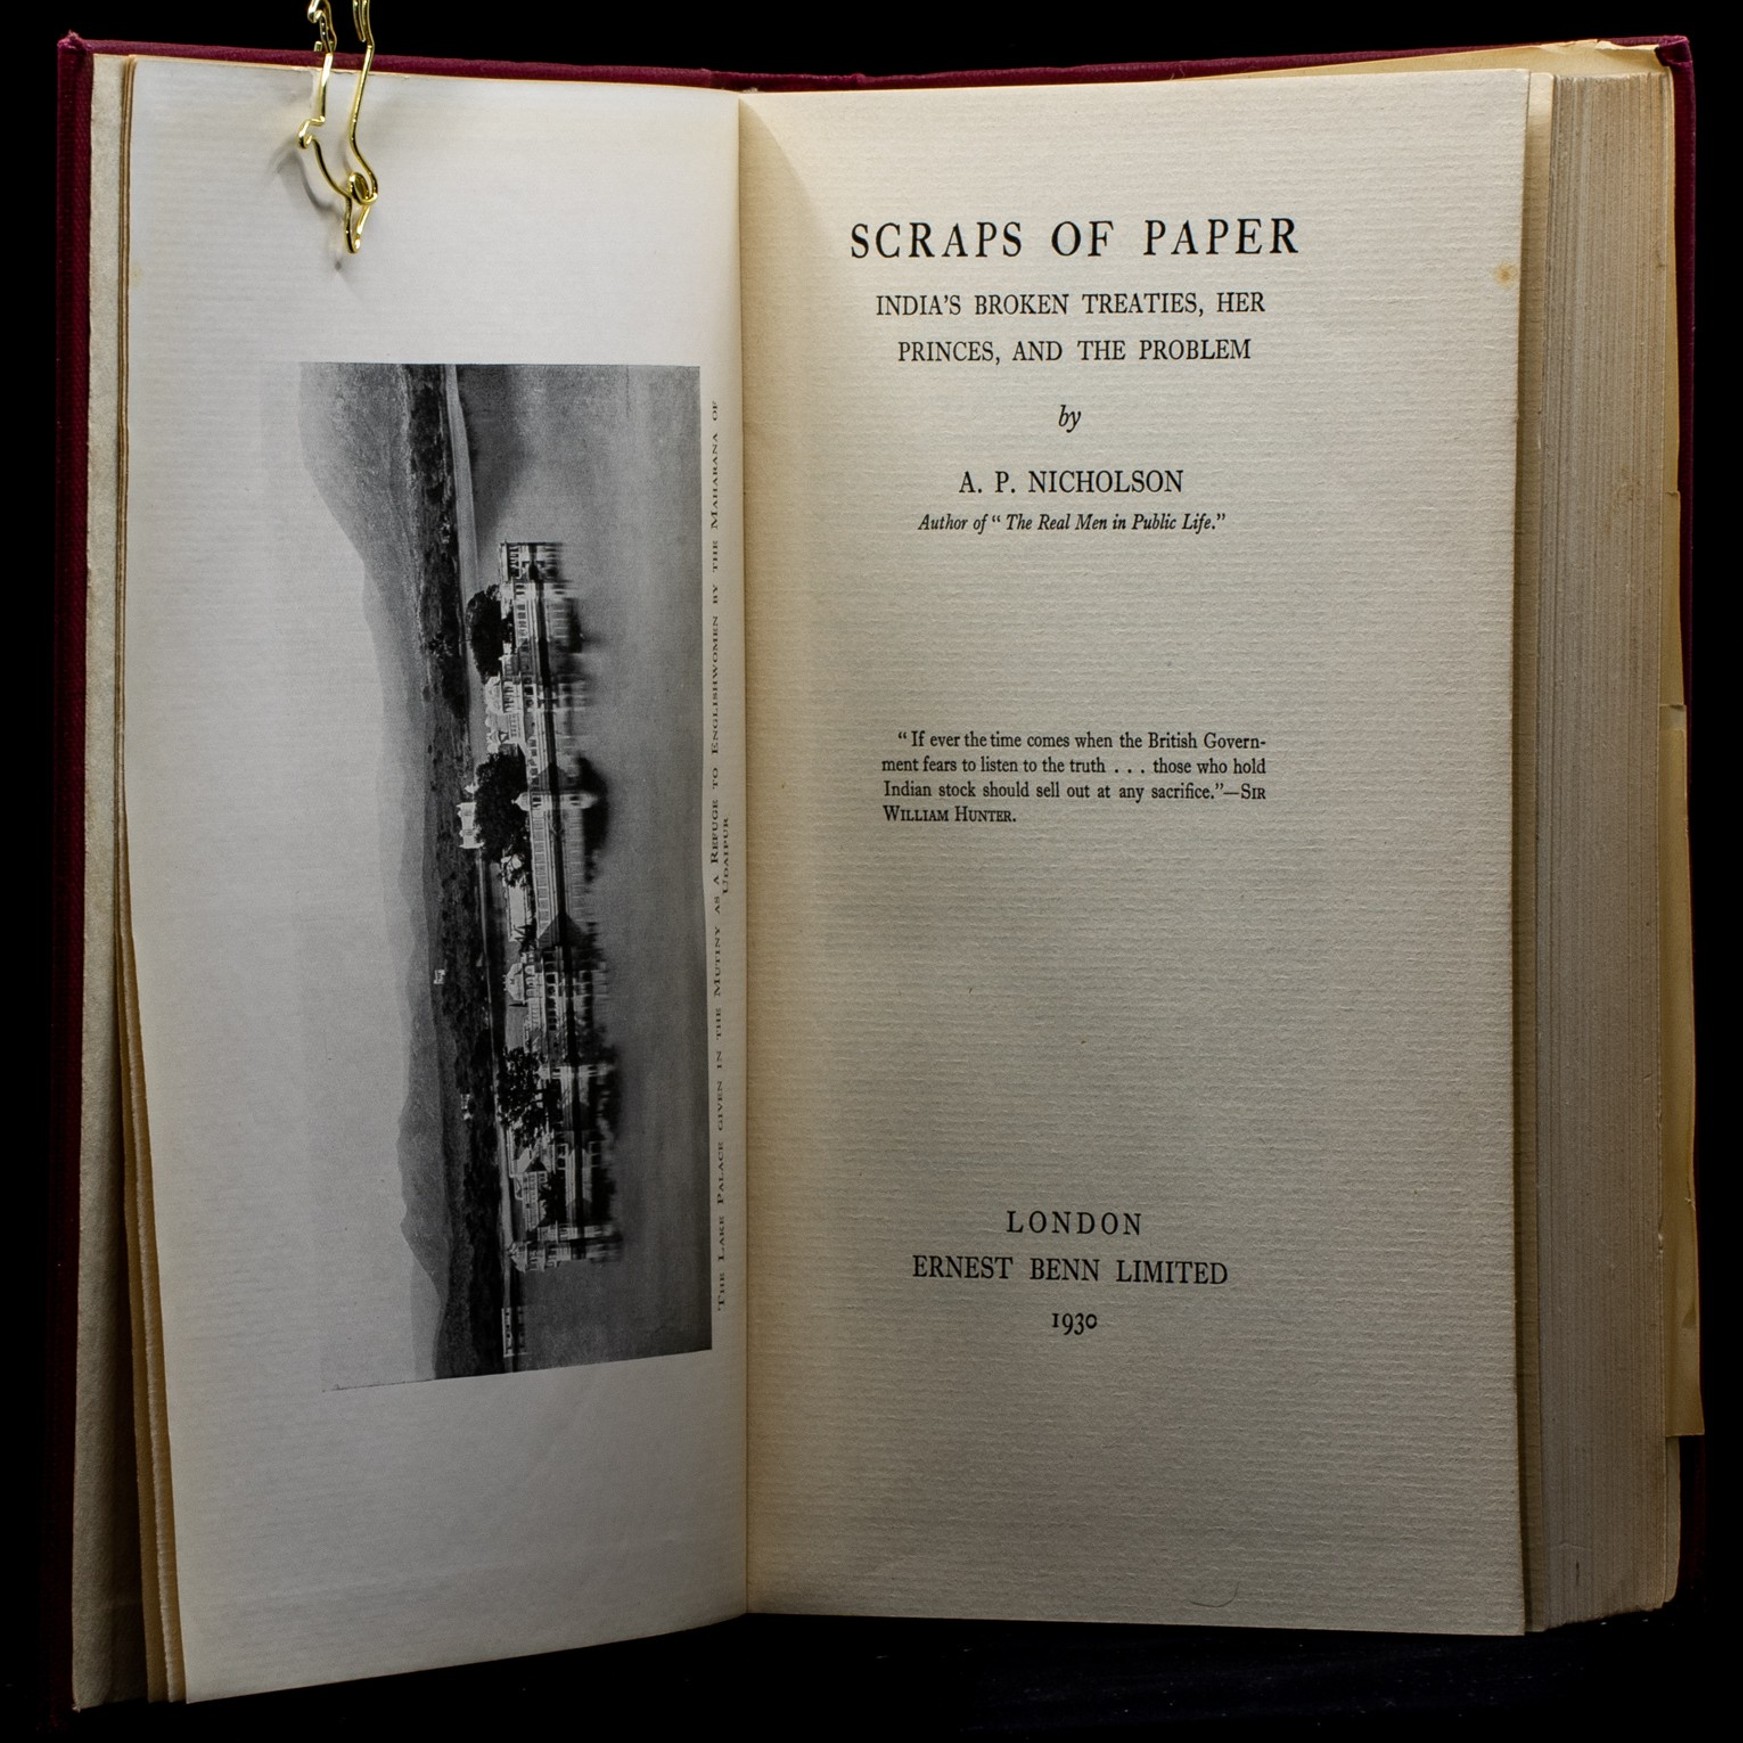 The Lake Palace given in the Mutiny as a Refuge to Englishwomen by the Maharana of
Udaipur
SCRAPS OF PAPER
INDIA'S BROKEN TREATIES, HER
PRINCES, AND THE PROBLEM
by
A. P. NICHOLSON
Author of “ The Real Men in Public Life.”
“ If ever the time comes when the British Govern-
ment fears to listen to the truth . . . those who hold
Indian stock should sell out at any sacrifice.”—Sir
William Hunter.
LONDON
ERNEST BENN LIMITED
1930